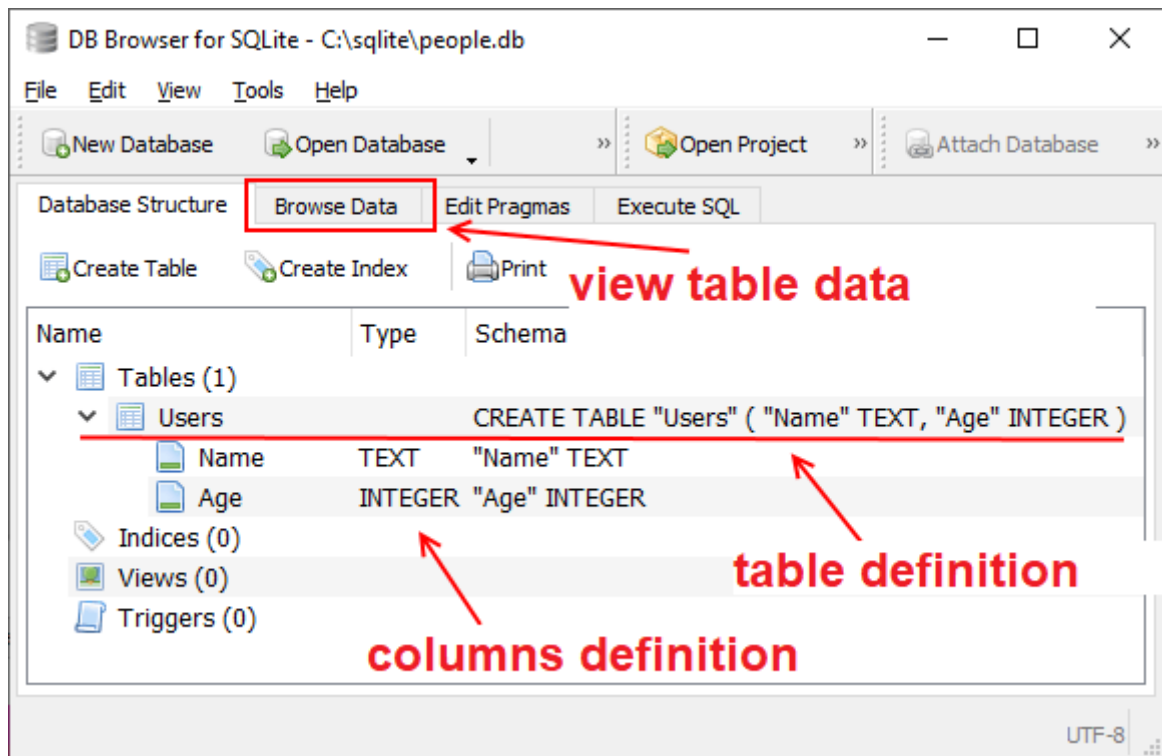 DB Browser for SQLite - C:\sqlite\people.db
File Edit View Tools Help
New Database Open Database » Open Project » Attach Database »
Database Structure Browse Data Edit Pragmas Execute SQL
Create Table Create Index Print
view table data
Name Type Schema
Tables (1)
Users CREATE TABLE "Users" ( "Name" TEXT, "Age" INTEGER )
Name TEXT "Name" TEXT
Age INTEGER "Age" INTEGER
Indices (0)
Views (0)
table definition
Triggers (0)
columns definition
UTF-8